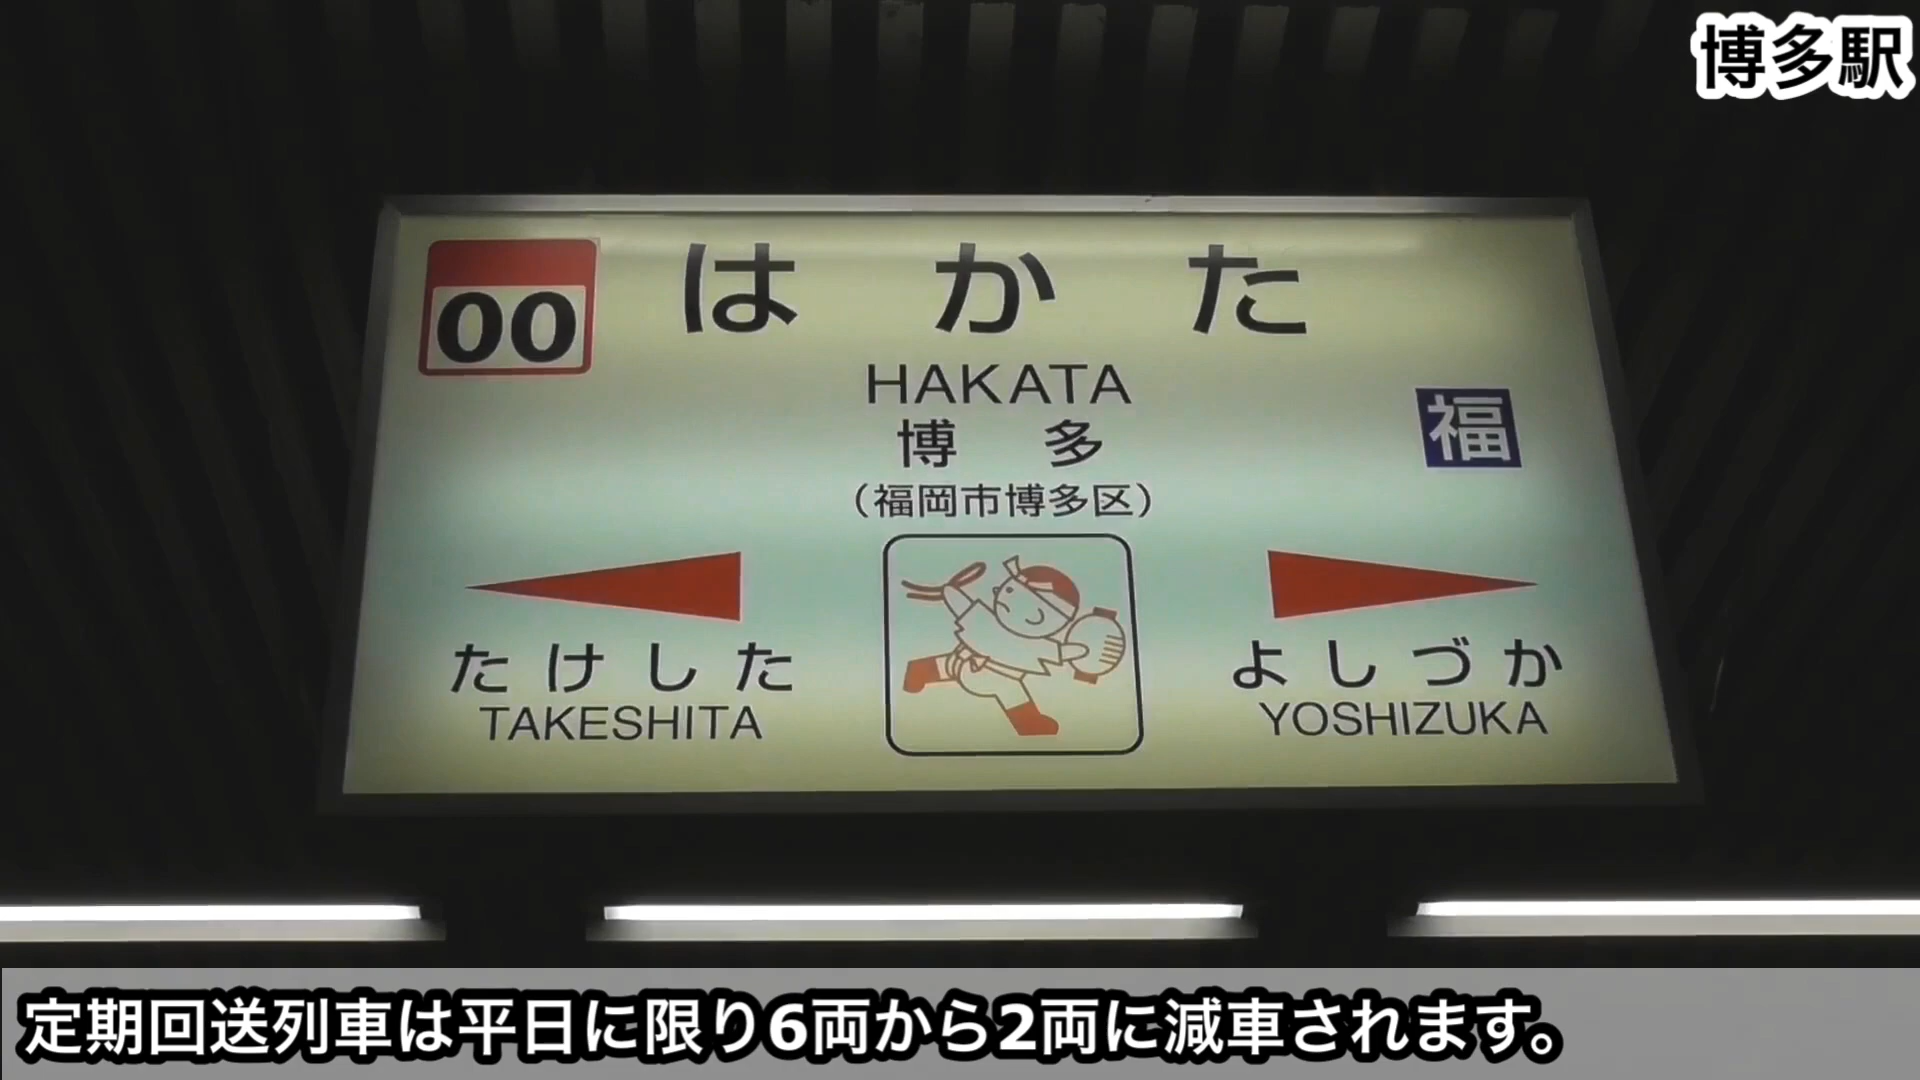 博多駅
00
はかた
HAKATA
博多
(福岡市博多区)
福
たけした
TAKESHITA
よしづか
YOSHIZUKA
定期回送列車は平日に限り6両から2両に減車されます。